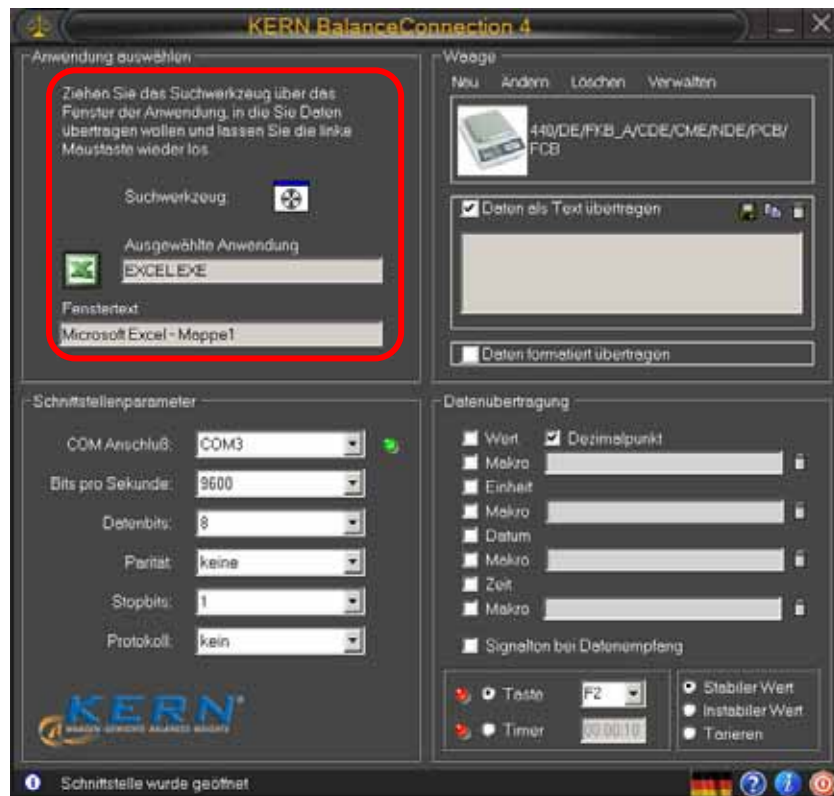 KERN BalanceConnection 4
Anwendung auswählen
Ziehen Sie das Suchwerkzeug über das
Fenster der Anwendung, in die Sie Daten
übertragen wollen und lassen Sie die linke
Maustaste wieder los.
Suchwerkzeug:
Ausgewählte Anwendung
EXCEL.EXE
Fenstertext
Microsoft Excel - Mappe1
Waage
Neu Ändern Löschen Verwalten
440/DE/FKB_A/CDE/CME/NDE/PCB/
FCB
Daten als Text übertragen
Daten formatiert übertragen
Schnittstellenparameter
COM Anschluß: COM3
Bits pro Sekunde: 9600
Datenbits: 8
Parität: keine
Stopbits: 1
Protokoll: kein
KERN
Datenübertragung
Wert Dezimalpunkt
Makro
Einheit
Makro
Datum
Makro
Zeit
Makro
Signalton bei Datenempfang
Taste F2
Timer 00:00:10
Stabiler Wert
Instabiler Wert
Tarieren
Schnittstelle wurde geöffnet